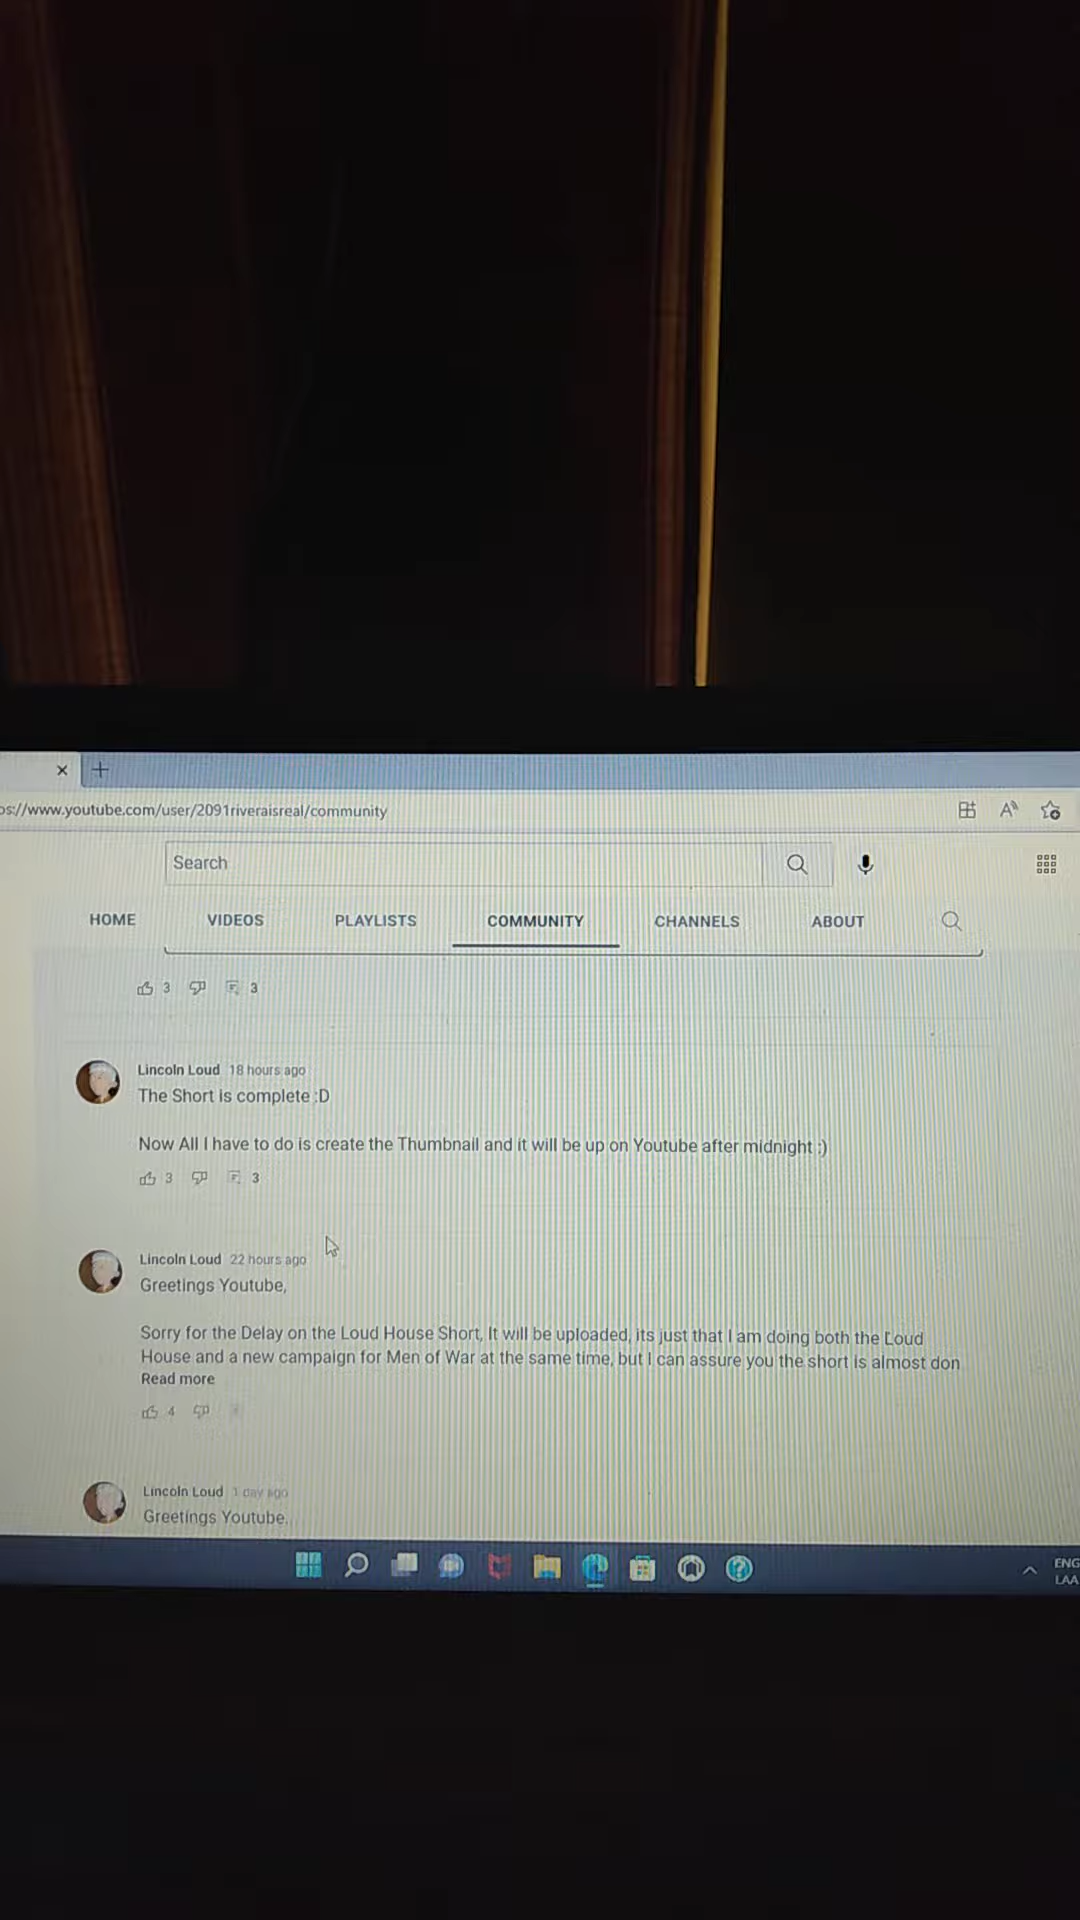 ps://www.youtube.com/user/2091riveraisreal/community
Search
HOME VIDEOS PLAYLISTS COMMUNITY CHANNELS ABOUT
3 3
Lincoln Loud 18 hours ago
The Short is complete :D
Now All I have to do is create the Thumbnail and it will be up on Youtube after midnight :)
3 3
Lincoln Loud 22 hours ago
Greetings Youtube,
Sorry for the Delay on the Loud House Short, It will be uploaded, its just that I am doing both the Loud
House and a new campaign for Men of War at the same time, but I can assure you the short is almost don
Read more
4
Lincoln Loud 1 day ago
Greetings Youtube.
ENG
LAA